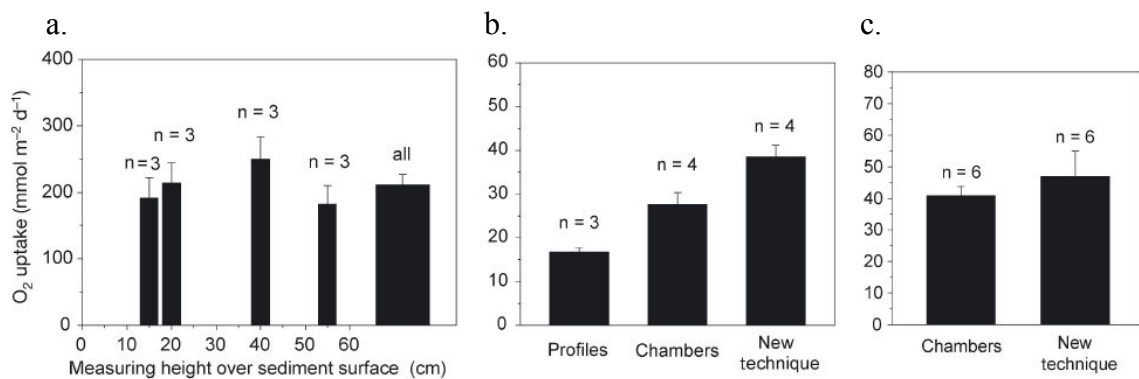 a.
O₂ uptake (mmol m⁻² d⁻¹)
400
300
200
100
0
n=3
n = 3
n = 3
n = 3
all
0 10 20 30 40 50 60
Measuring height over sediment surface (cm)
b.
60
50
40
30
20
10
0
n = 3
n = 4
n = 4
Profiles
Chambers
New
technique
c.
80
70
60
50
40
30
20
10
0
n = 6
n = 6
Chambers
New
technique